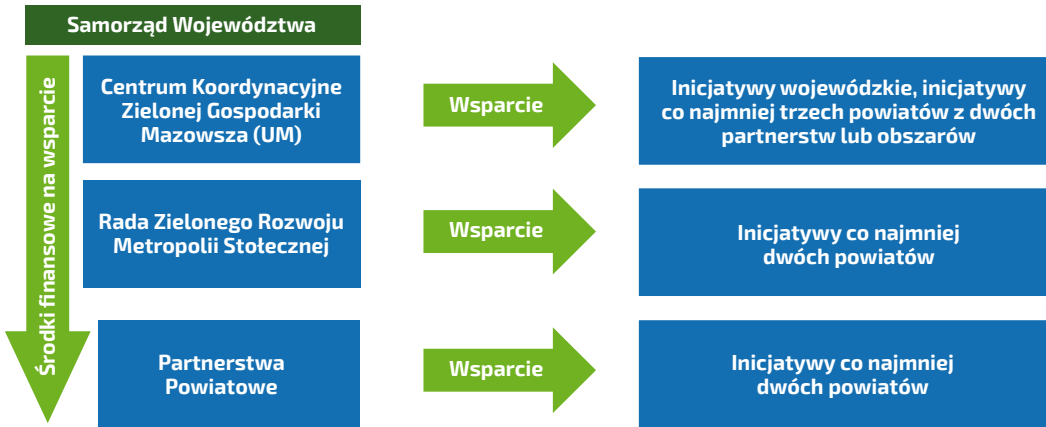 Samorząd Województwa
Środki finansowe na wsparcie
Centrum Koordynacyjne
Zielonej Gospodarki
Mazowsza (UM)
Wsparcie
Inicjatywy wojewódzkie, inicjatywy
co najmniej trzech powiatów z dwóch
partnerstw lub obszarów
Rada Zielonego Rozwoju
Metropolii Stołecznej
Wsparcie
Inicjatywy co najmniej
dwóch powiatów
Partnerstwa
Powiatowe
Wsparcie
Inicjatywy co najmniej
dwóch powiatów